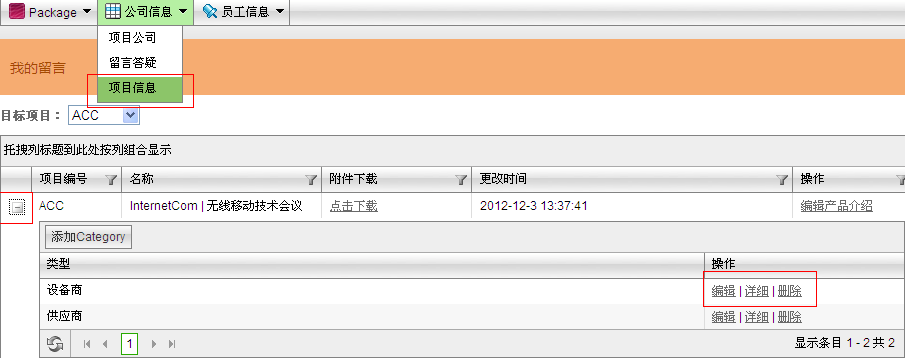 Package 公司信息 员工信息
项目公司
留言答疑
我的留言
项目信息
目标项目： ACC
托拽列标题到此处按列组合显示
项目编号 名称 附件下载 更改时间 操作
ACC InternetCom | 无线移动技术会议 点击下载 2012-12-3 13:37:41 编辑产品介绍
添加Category
类型 操作
设备商 编辑 | 详细 | 删除
供应商 编辑 | 详细 | 删除
1 显示条目 1 - 2 共 2